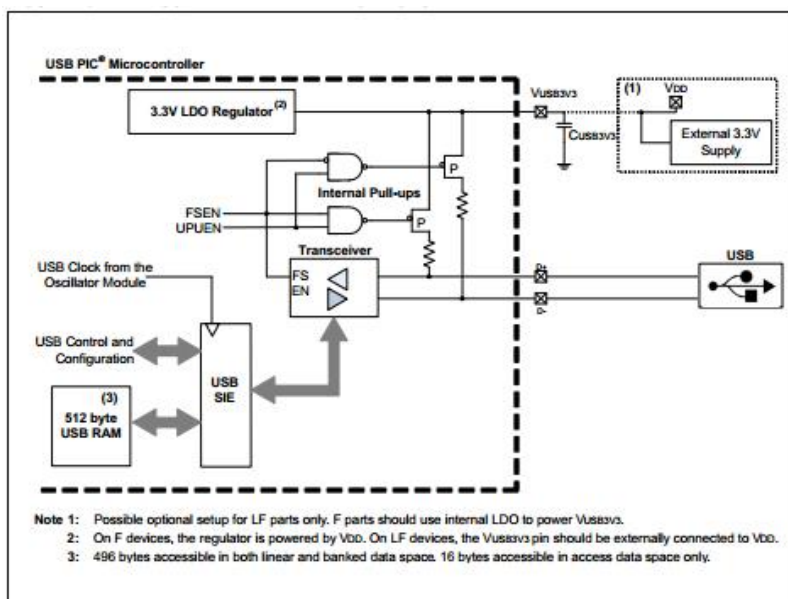 USB PIC® Microcontroller
3.3V LDO Regulator(2)
VUSB3V3
CUSB3V3
(1)
VDD
External 3.3V
Supply
P
Internal Pull-ups
FSEN
UPUEN
P
Transceiver
FS
EN
USB
USB Clock from the
Oscillator Module
USB Control and
Configuration
USB
SIE
(3)
512 byte
USB RAM
Note 1: Possible optional setup for LF parts only. F parts should use internal LDO to power VUSB3V3.
2: On F devices, the regulator is powered by VDD. On LF devices, the VUSB3V3 pin should be externally connected to VDD.
3: 496 bytes accessible in both linear and banked data space. 16 bytes accessible in access data space only.